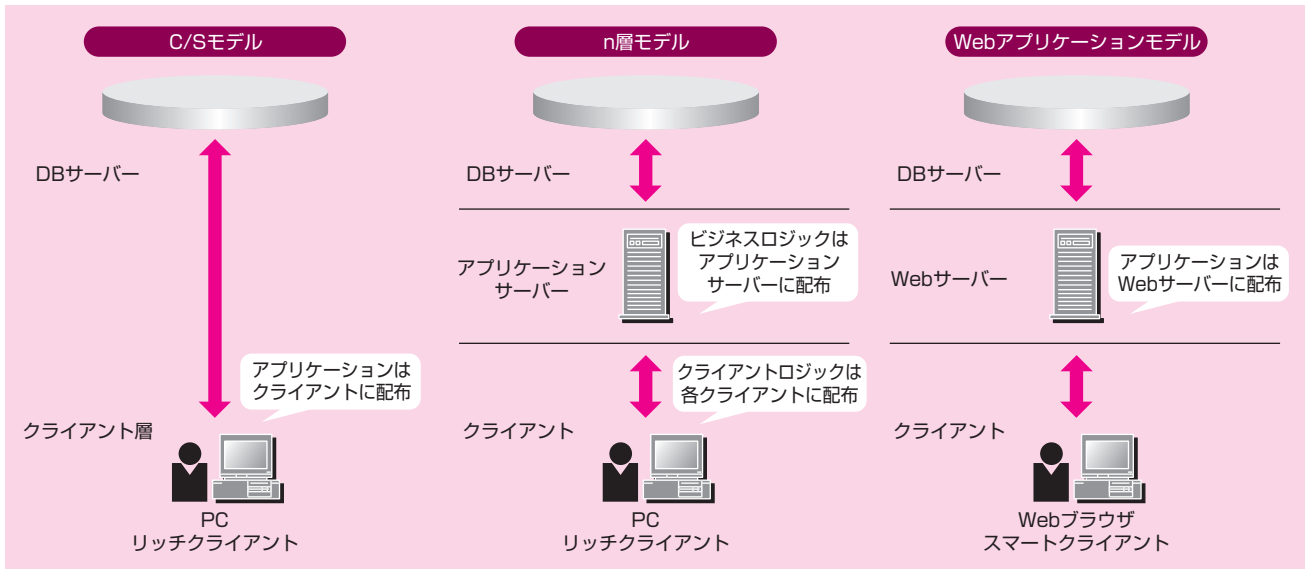 C/Sモデル
DBサーバー
アプリケーションは
クライアントに配布
クライアント層
PC
リッチクライアント
n層モデル
DBサーバー
アプリケーション
サーバー
ビジネスロジックは
アプリケーション
サーバーに配布
クライアントロジックは
各クライアントに配布
クライアント
PC
リッチクライアント
Webアプリケーションモデル
DBサーバー
Webサーバー
アプリケーションは
Webサーバーに配布
クライアント
Webブラウザ
スマートクライアント